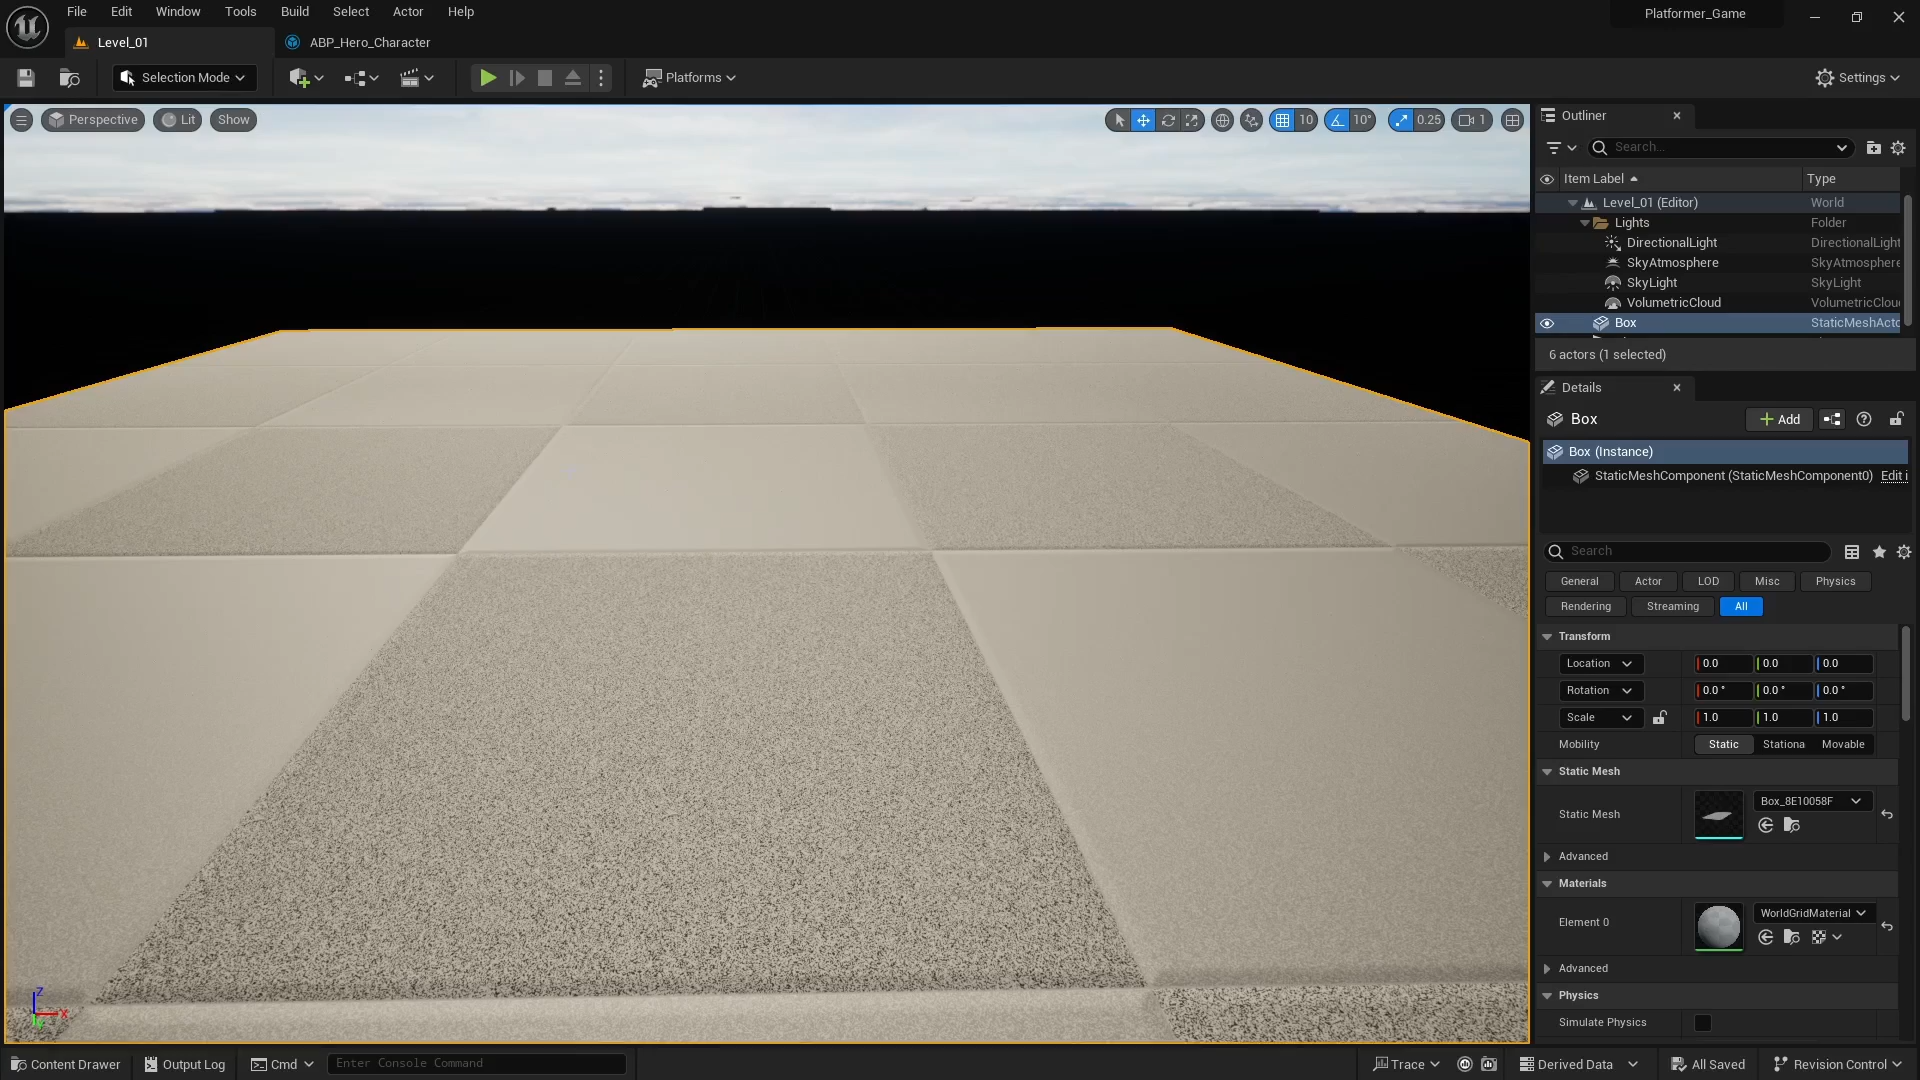 File Edit Window Tools Build Select Actor Help
Platformer_Game
Level_01
ABP_Hero_Character
Selection Mode
Platforms
Settings
Perspective
Lit
Show
10
10°
0.25
1
Outliner
Search...
Item Label
Type
Level_01 (Editor) World
Lights Folder
DirectionalLight DirectionalLight
SkyAtmosphere SkyAtmosphere
SkyLight SkyLight
VolumetricCloud VolumetricClou
Box StaticMeshActo
6 actors (1 selected)
Details
Box
Add
Box (Instance)
StaticMeshComponent (StaticMeshComponent0) Edit i
Search
General Actor LOD Misc Physics
Rendering Streaming All
Transform
Location 0.0 0.0 0.0
Rotation 0.0 ° 0.0 ° 0.0 °
Scale 1.0 1.0 1.0
Mobility Static Stationa Movable
Static Mesh
Box_8E10058F
Static Mesh
Advanced
Materials
WorldGridMaterial
Element 0
Advanced
Physics
Simulate Physics
Z
X
Y
Content Drawer
Output Log
Cmd
Enter Console Command
Trace
Derived Data
All Saved
Revision Control